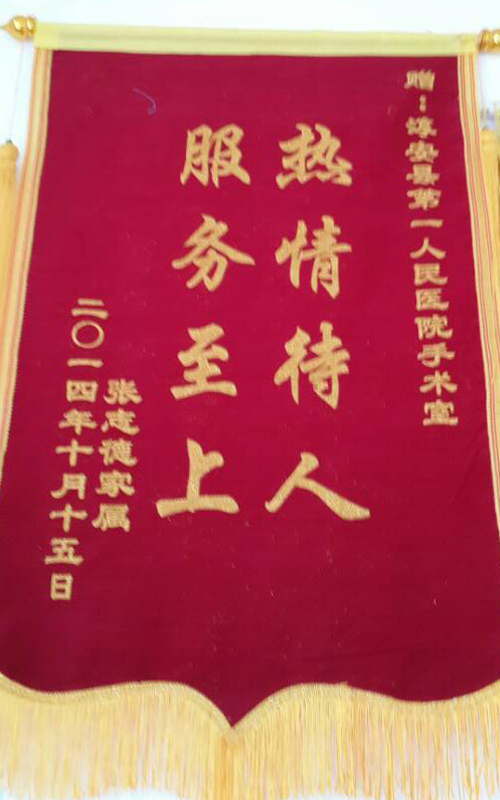 赠：淳安县第一人民医院手术室
热情待人
服务至上
张志德家属
二〇一四年十月十五日